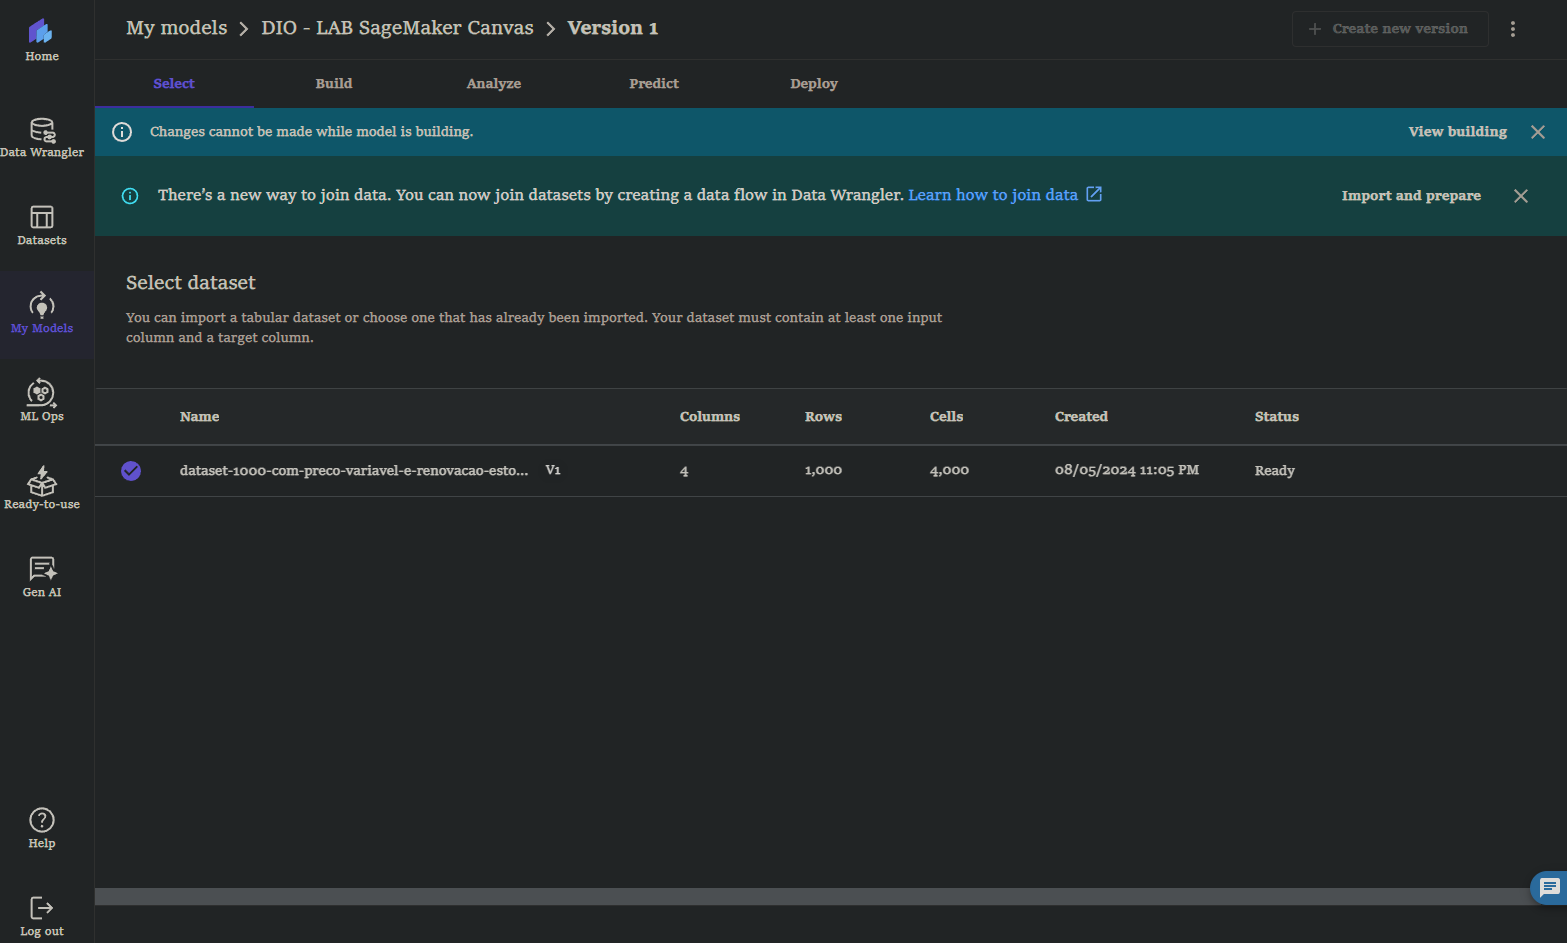 Home
Data Wrangler
Datasets
My Models
ML Ops
Ready-to-use
Gen AI
Help
Log out
My models > DIO - LAB SageMaker Canvas > Version 1
+ Create new version
Select Build Analyze Predict Deploy
Changes cannot be made while model is building. View building
There's a new way to join data. You can now join datasets by creating a data flow in Data Wrangler. Learn how to join data Import and prepare
Select dataset
You can import a tabular dataset or choose one that has already been imported. Your dataset must contain at least one input
column and a target column.
Name Columns Rows Cells Created Status
dataset-1000-com-preco-variavel-e-renovacao-esto... V1 4 1,000 4,000 08/05/2024 11:05 PM Ready